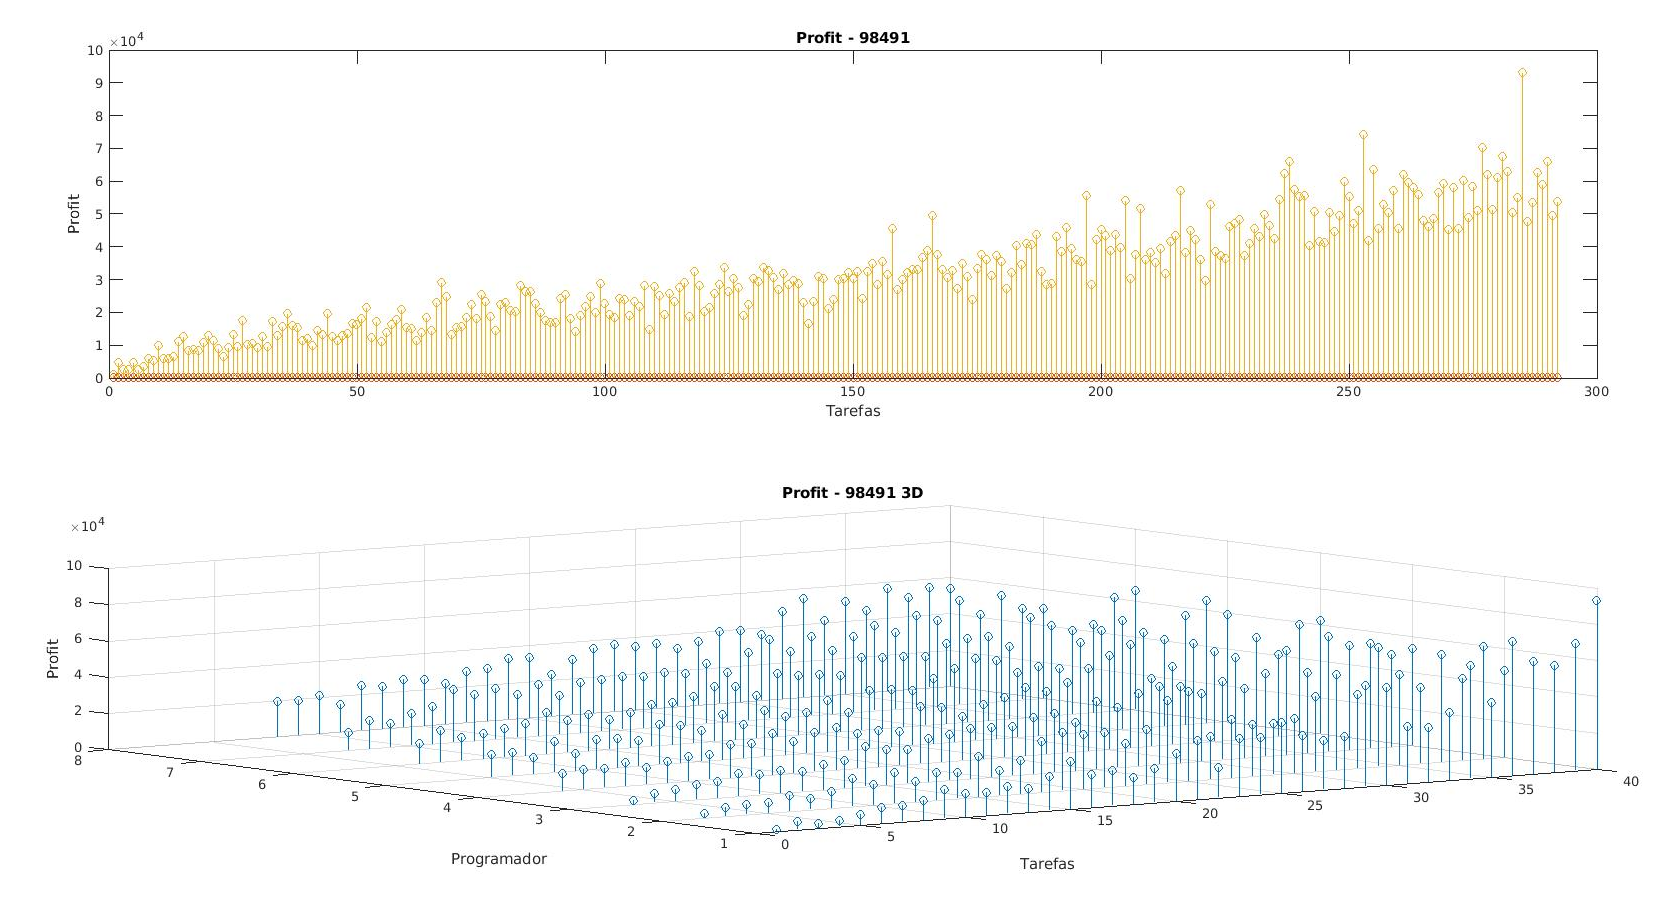 Profit - 98491
×10^4
10
9
8
7
6
5
4
3
2
1
0
Profit
0 50 100 150 200 250 300
Tarefas
Profit - 98491 3D
×10^4
10
8
6
4
2
0
Profit
8 7 6 5 4 3 2 1
Programador
0 5 10 15 20 25 30 35 40
Tarefas